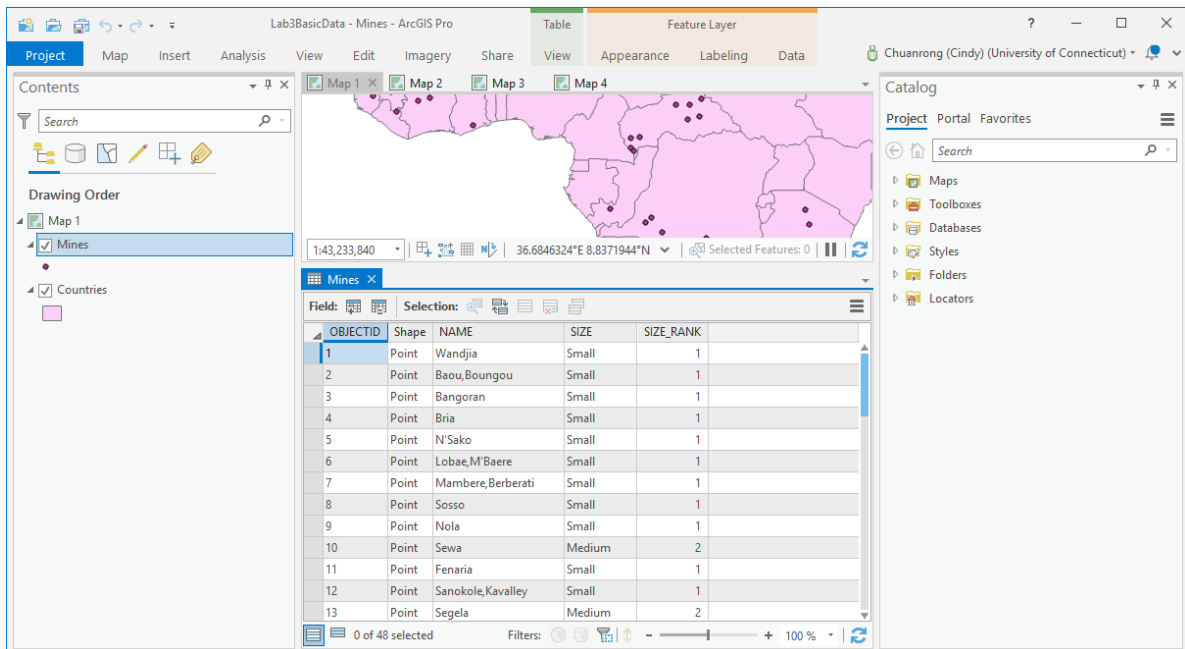 Lab3BasicData - Mines - ArcGIS Pro
Table
Feature Layer
?
Project Map Insert Analysis View Edit Imagery Share View Appearance Labeling Data
Chuanrong (Cindy) (University of Connecticut)
Contents
Search
Drawing Order
Map 1
Mines
Countries
Map 1 Map 2 Map 3 Map 4
1:43,233,840 36.6846324°E 8.8371944°N Selected Features: 0
Mines
Field: Selection:
OBJECTID Shape NAME SIZE SIZE_RANK
1 Point Wandjia Small 1
2 Point Baou,Boungou Small 1
3 Point Bangoran Small 1
4 Point Bria Small 1
5 Point N'Sako Small 1
6 Point Lobae,M'Baere Small 1
7 Point Mambere,Berberati Small 1
8 Point Sosso Small 1
9 Point Nola Small 1
10 Point Sewa Medium 2
11 Point Fenaria Small 1
12 Point Sanokole,Kavalley Small 1
13 Point Segela Medium 2
0 of 48 selected Filters: - + 100 %
Catalog
Project Portal Favorites
Search
Maps
Toolboxes
Databases
Styles
Folders
Locators